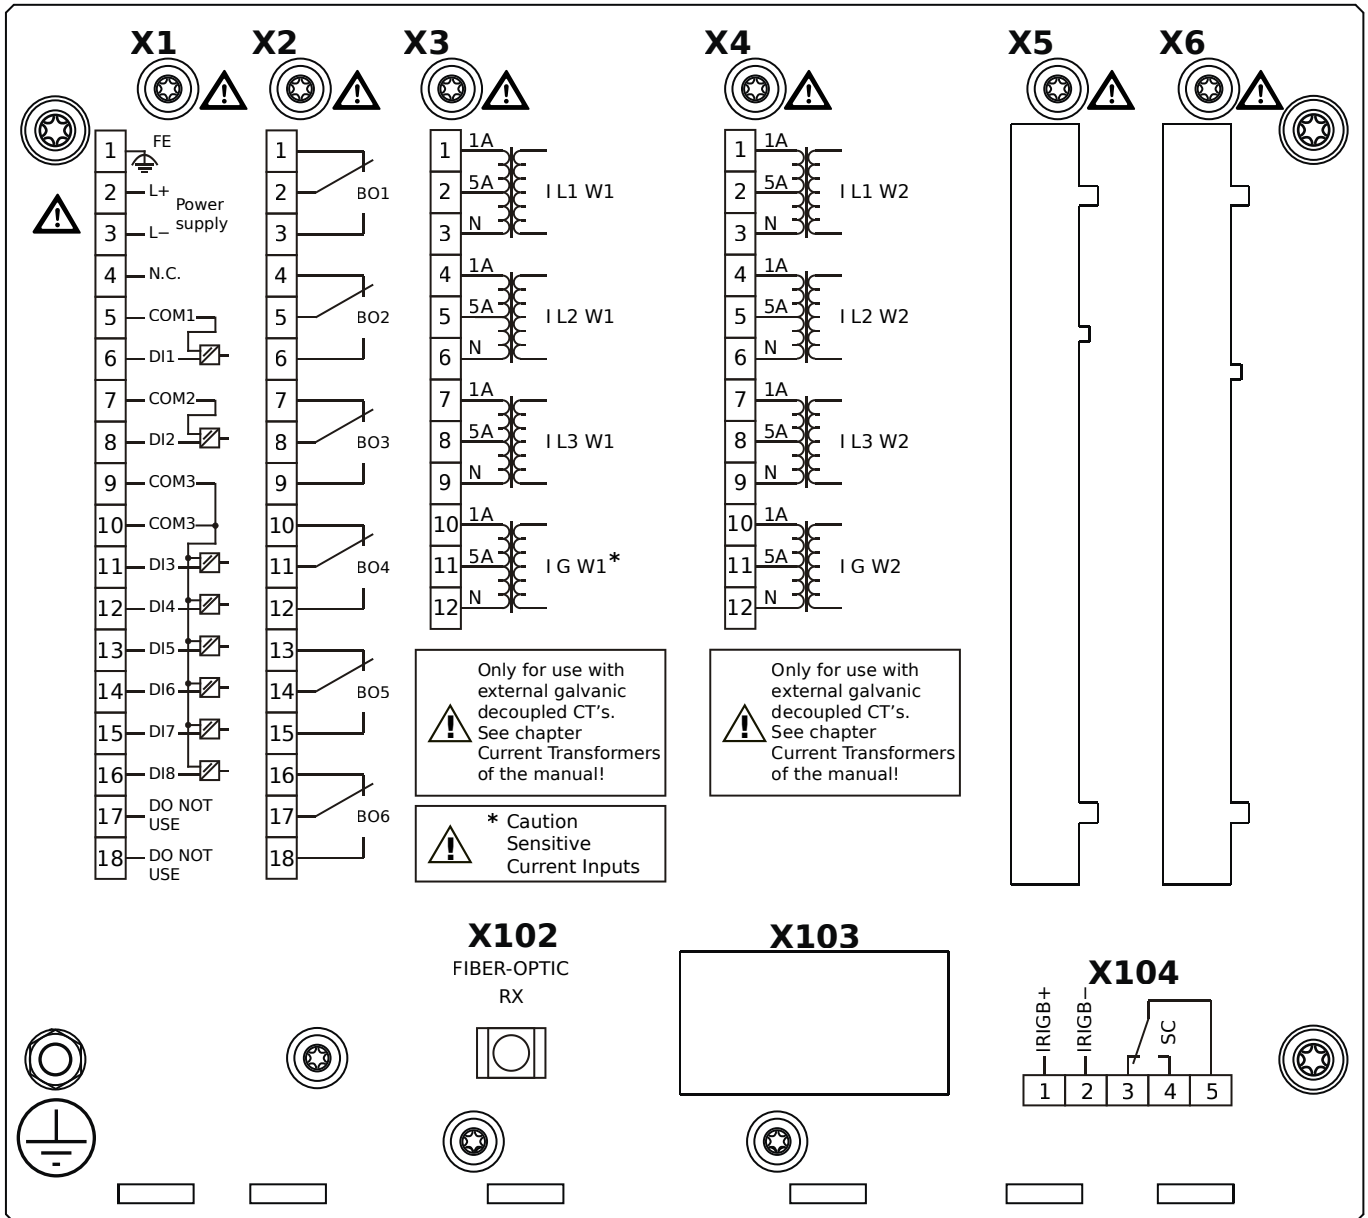 X1
X2
X3
X4
X5
X6
1 FE
2 L+
Power
supply
3 L−
4 N.C.
5 COM1
6 DI1
7 COM2
8 DI2
9 COM3
10 COM3
11 DI3
12 DI4
13 DI5
14 DI6
15 DI7
16 DI8
17 DO NOT
USE
18 DO NOT
USE
1
2 BO1
3
4
5 BO2
6
7
8 BO3
9
10
11 BO4
12
13
14 BO5
15
16
17 BO6
18
1 1A
2 5A I L1 W1
3 N
4 1A
5 5A I L2 W1
6 N
7 1A
8 5A I L3 W1
9 N
10 1A
11 5A I G W1*
12 N
Only for use with
external galvanic
decoupled CT's.
See chapter
Current Transformers
of the manual!
* Caution
Sensitive
Current Inputs
1 1A
2 5A I L1 W2
3 N
4 1A
5 5A I L2 W2
6 N
7 1A
8 5A I L3 W2
9 N
10 1A
11 5A I G W2
12 N
Only for use with
external galvanic
decoupled CT's.
See chapter
Current Transformers
of the manual!
X102
FIBER-OPTIC
RX
X103
X104
IRIGB+
IRIGB−
SC
1 2 3 4 5